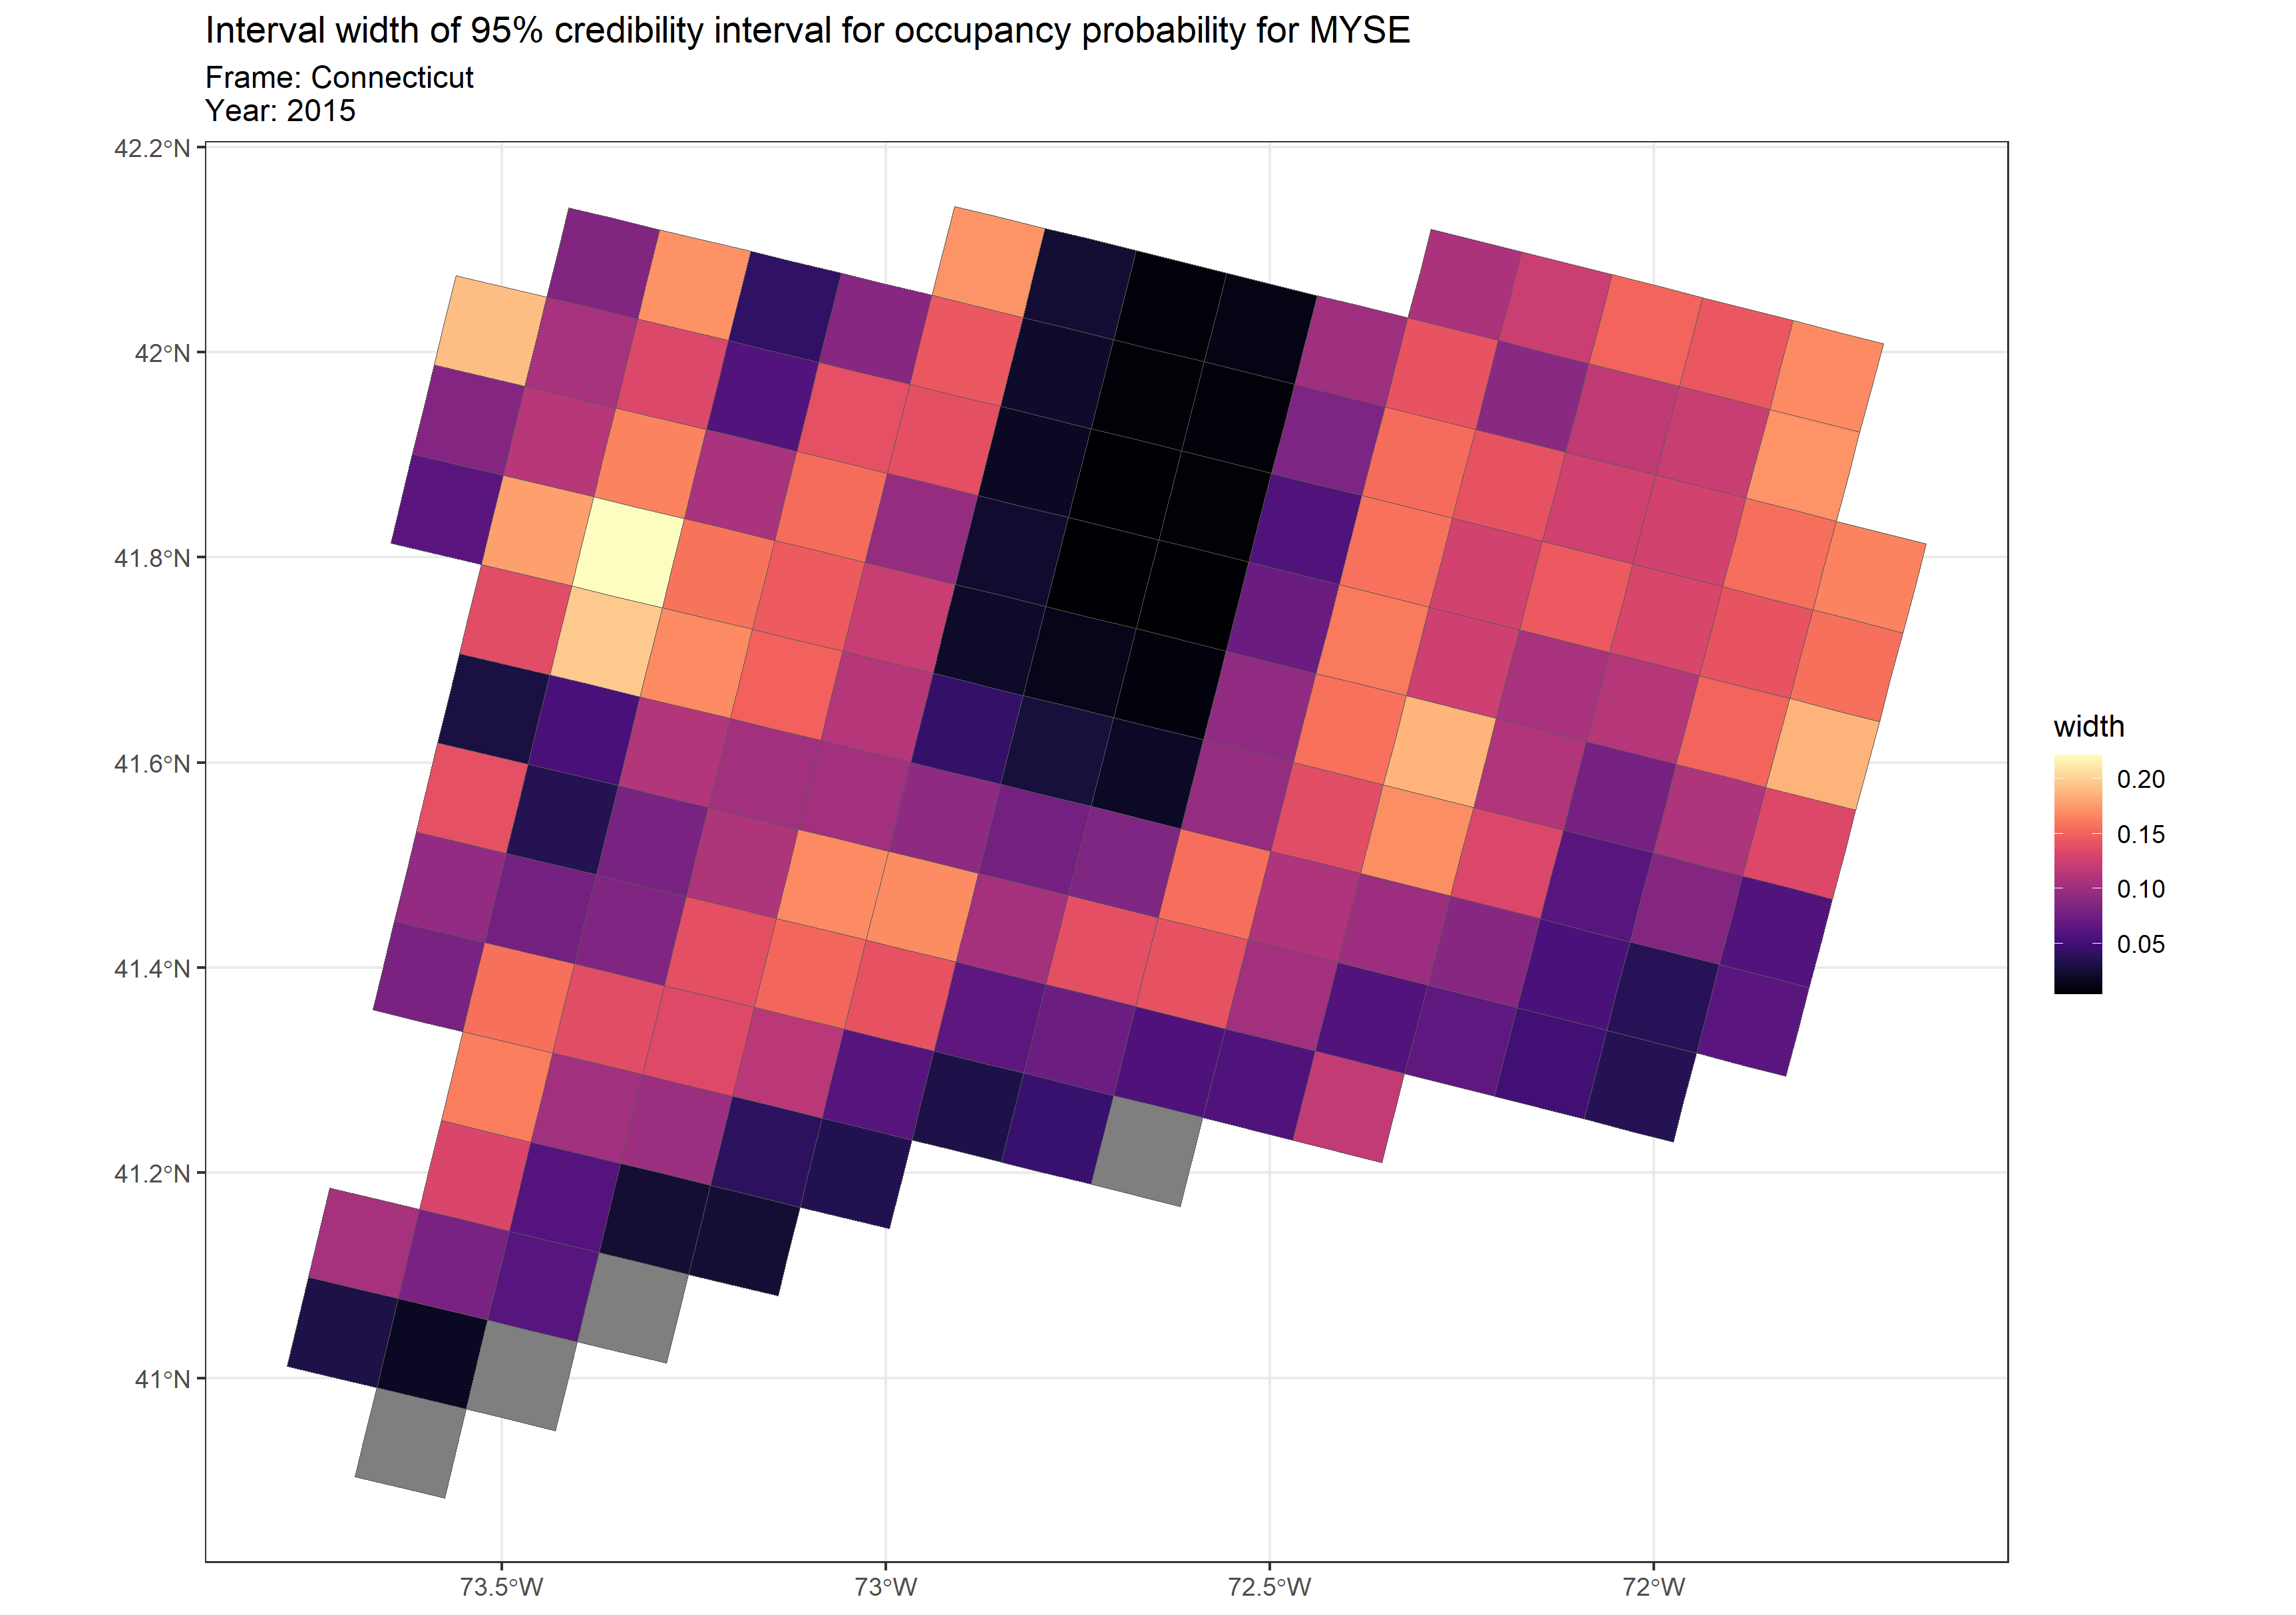 Interval width of 95% credibility interval for occupancy probability for MYSE
Frame: Connecticut
Year: 2015
42.2°N
42°N
41.8°N
41.6°N
41.4°N
41.2°N
41°N
73.5°W
73°W
72.5°W
72°W
width
0.20
0.15
0.10
0.05